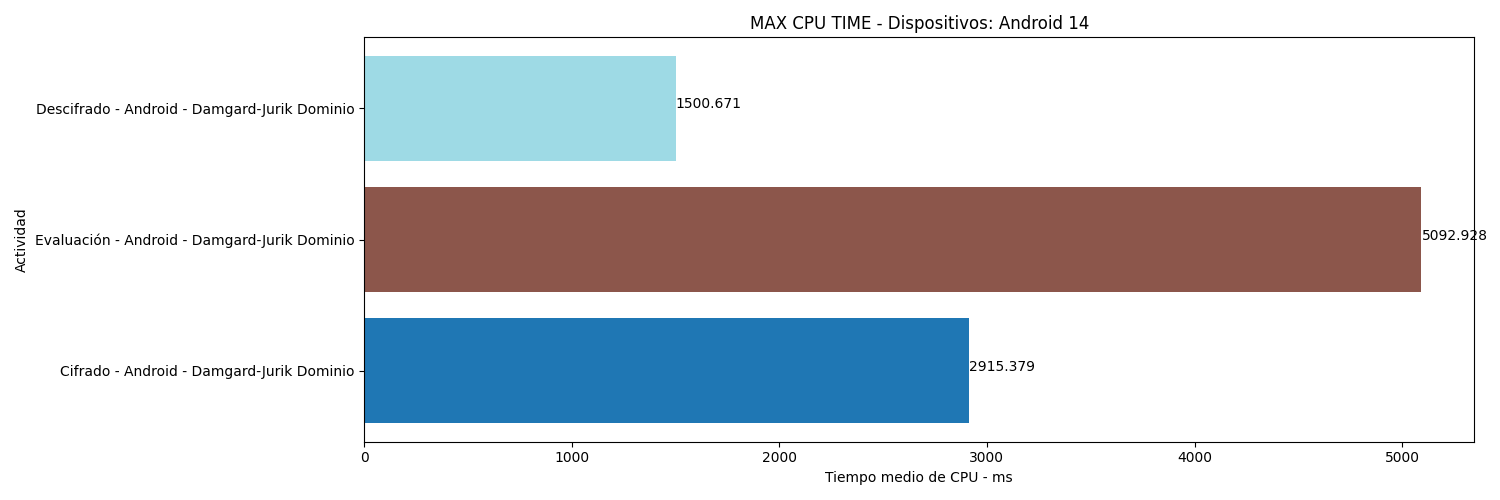 MAX CPU TIME - Dispositivos: Android 14
Descifrado - Android - Damgard-Jurik Dominio
1500.671
Evaluación - Android - Damgard-Jurik Dominio
5092.928
Cifrado - Android - Damgard-Jurik Dominio
2915.379
Actividad
0 1000 2000 3000 4000 5000
Tiempo medio de CPU - ms